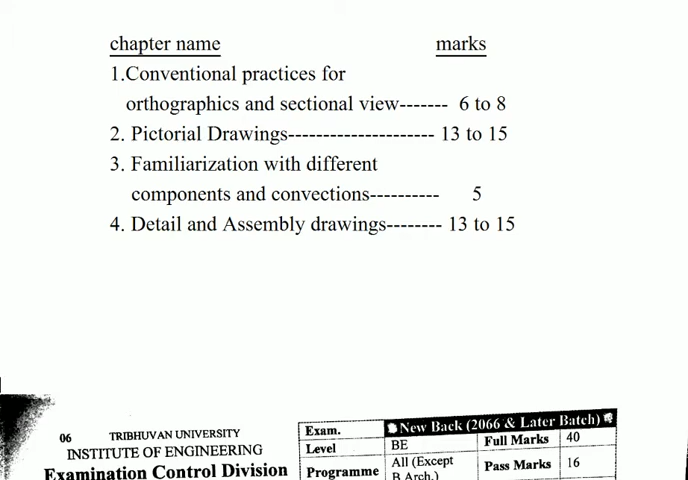 chapter name marks
1.Conventional practices for
orthographics and sectional view------- 6 to 8
2. Pictorial Drawings--------------------- 13 to 15
3. Familiarization with different
components and convections---------- 5
4. Detail and Assembly drawings-------- 13 to 15
06 TRIBHUVAN UNIVERSITY
INSTITUTE OF ENGINEERING
Examination Control Division
Exam. New Back (2066 & Later Batch)
Level BE Full Marks 40
Programme All (Except B.Arch.) Pass Marks 16